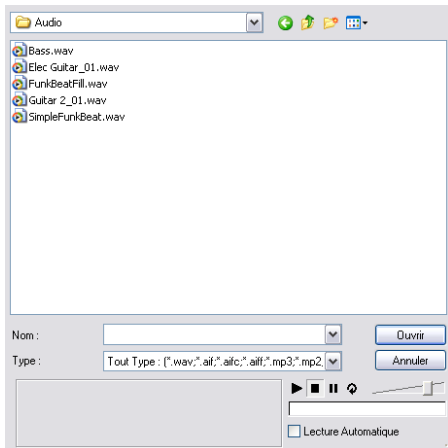 Audio
Bass.wav
Elec Guitar_01.wav
FunkBeatFill.wav
Guitar 2_01.wav
SimpleFunkBeat.wav
Nom :
Ouvrir
Type :
Tout Type : (*.wav;*.aif;*.aifc;*.aiff;*.mp3;*.mp2,
Annuler
Lecture Automatique